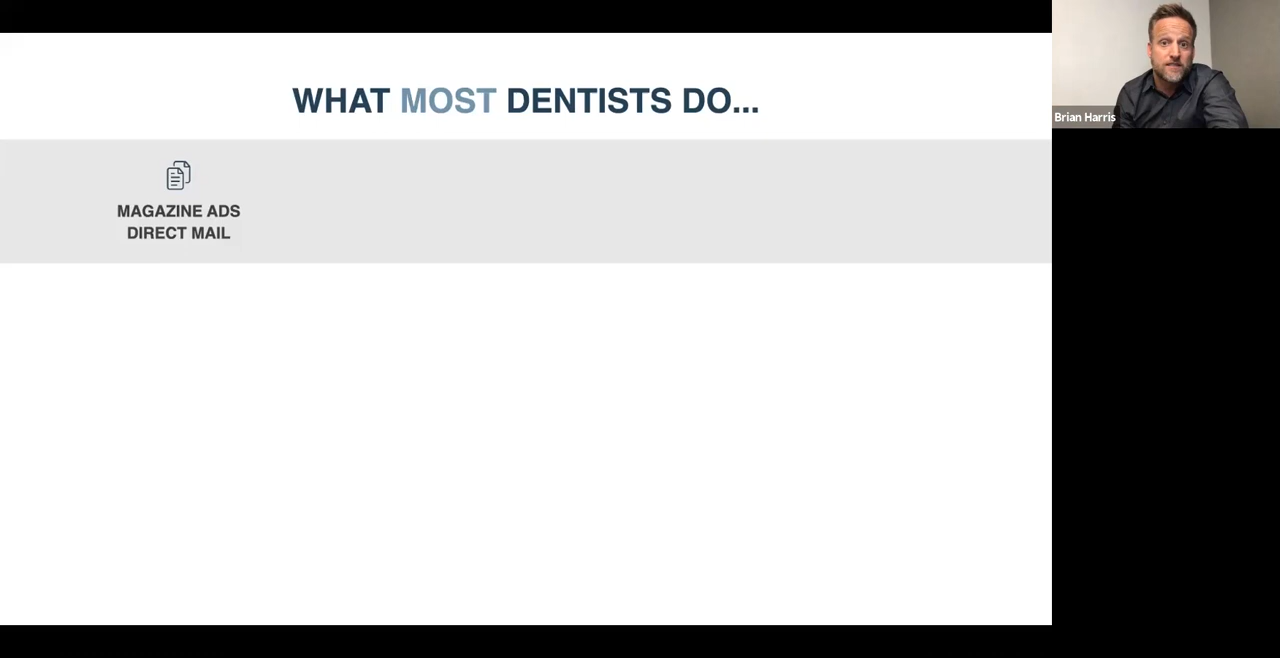 WHAT MOST DENTISTS DO...
MAGAZINE ADS
DIRECT MAIL
Brian Harris